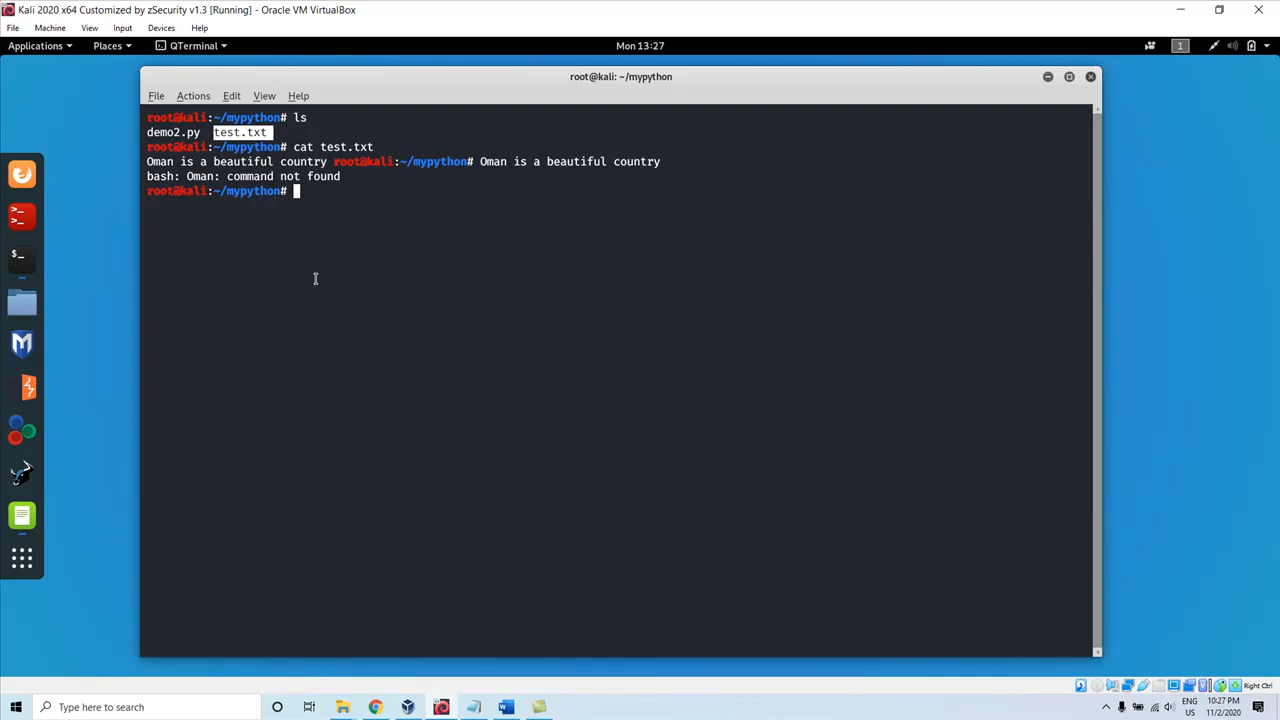 Kali 2020 x64 Customized by zSecurity v1.3 [Running] - Oracle VM VirtualBox
File Machine View Input Devices Help
Applications Places QTerminal Mon 13:27 1
root@kali: ~/mypython
File Actions Edit View Help
root@kali:~/mypython# ls
demo2.py test.txt
root@kali:~/mypython# cat test.txt
Oman is a beautiful country root@kali:~/mypython# Oman is a beautiful country
bash: Oman: command not found
root@kali:~/mypython#
Right Ctrl
Type here to search
ENG 10:27 PM
US 11/2/2020